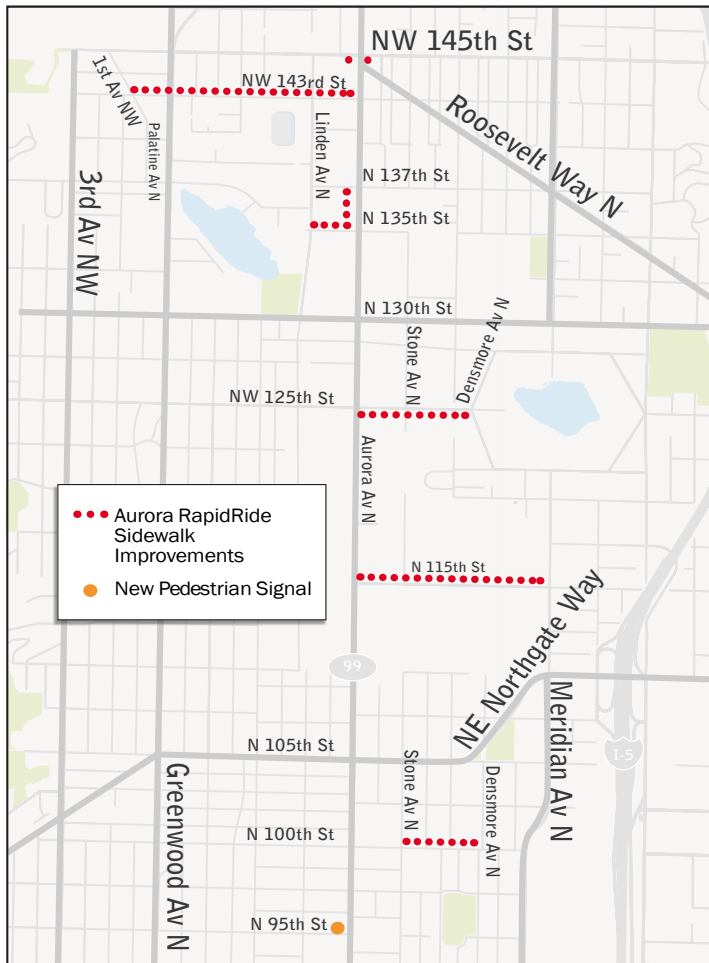 NW 145th St
NW 143rd St
1st Av NW
Palatine Av N
Linden Av N
Roosevelt Way N
3rd Av NW
N 137th St
N 135th St
N 130th St
Stone Av N
Densmore Av N
NW 125th St
Aurora Av N
Aurora RapidRide
Sidewalk
Improvements
New Pedestrian Signal
N 115th St
NE Northgate Way
99
Meridian Av N
I-5
N 105th St
Stone Av N
Densmore Av N
Greenwood Av N
N 100th St
N 95th St